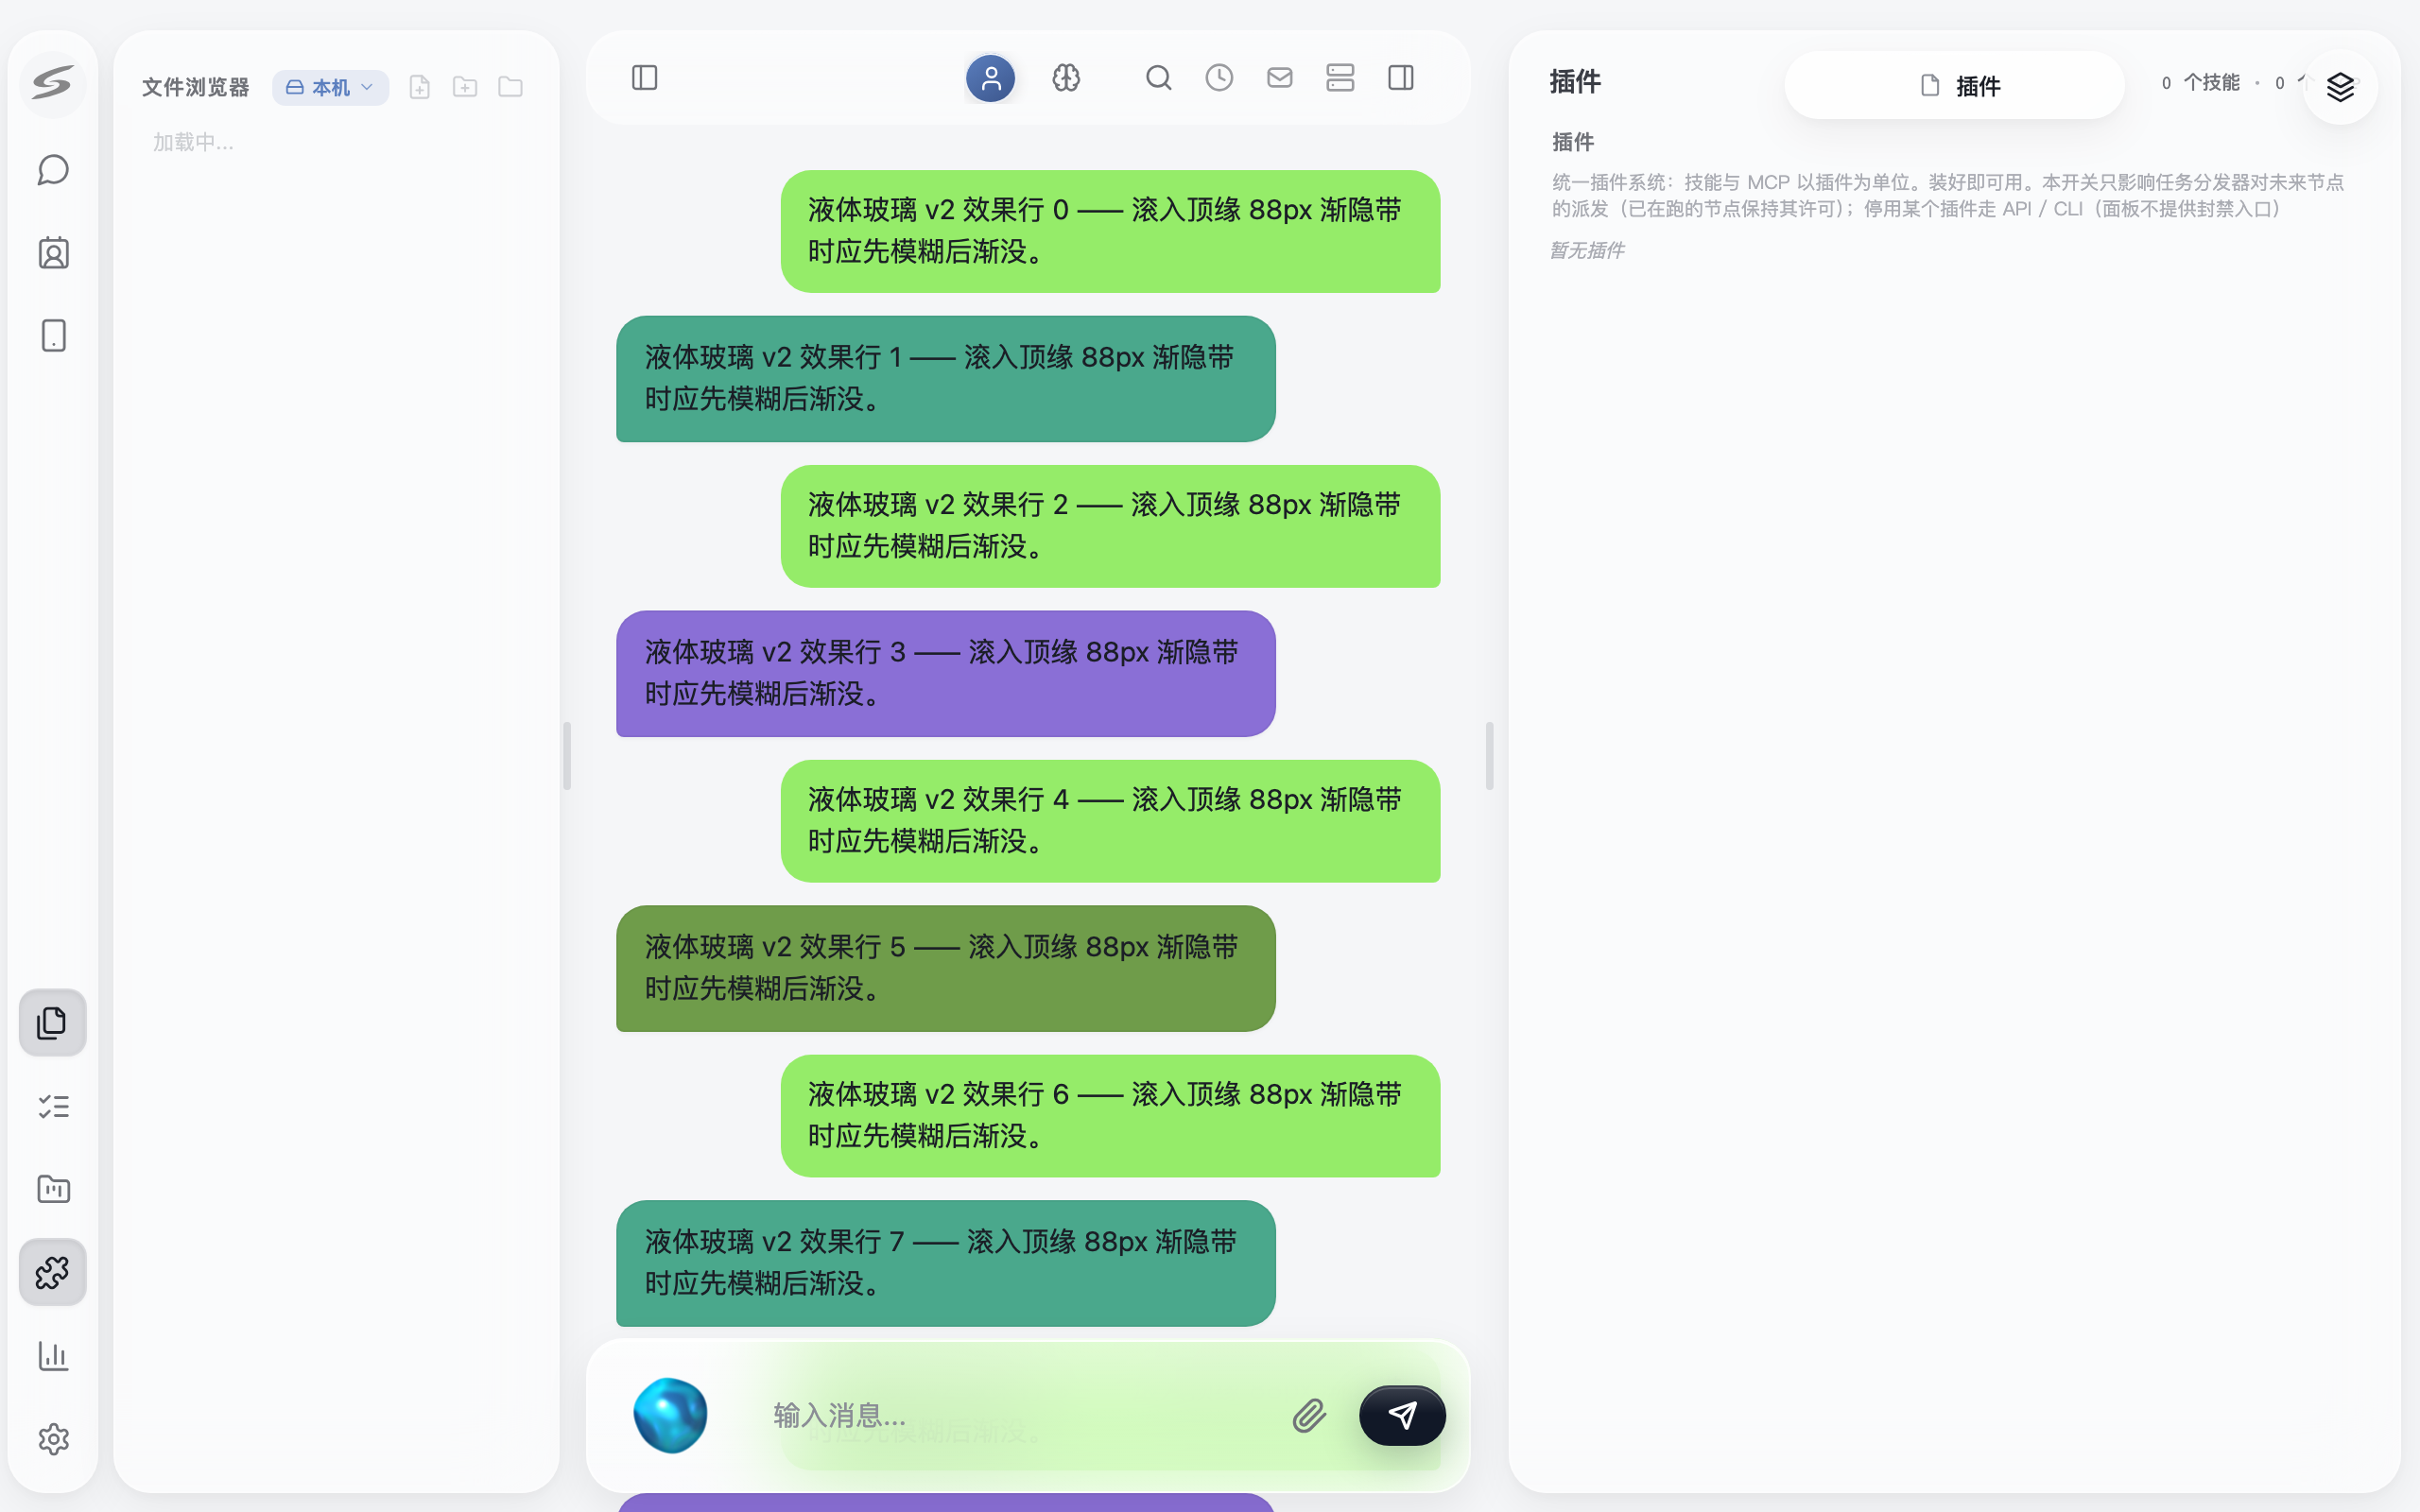 文件浏览器
本机
加载中...
液体玻璃 v2 效果行 0 —— 滚入顶缘 88px 渐隐带
时应先模糊后渐没。
液体玻璃 v2 效果行 1 —— 滚入顶缘 88px 渐隐带
时应先模糊后渐没。
液体玻璃 v2 效果行 2 —— 滚入顶缘 88px 渐隐带
时应先模糊后渐没。
液体玻璃 v2 效果行 3 —— 滚入顶缘 88px 渐隐带
时应先模糊后渐没。
液体玻璃 v2 效果行 4 —— 滚入顶缘 88px 渐隐带
时应先模糊后渐没。
液体玻璃 v2 效果行 5 —— 滚入顶缘 88px 渐隐带
时应先模糊后渐没。
液体玻璃 v2 效果行 6 —— 滚入顶缘 88px 渐隐带
时应先模糊后渐没。
液体玻璃 v2 效果行 7 —— 滚入顶缘 88px 渐隐带
时应先模糊后渐没。
输入消息...
时应先模糊后渐没。
插件
插件
0 个技能 · 0
插件
统一插件系统：技能与 MCP 以插件为单位。装好即可用。本开关只影响任务分发器对未来节点
的派发（已在跑的节点保持其许可）；停用某个插件走 API / CLI（面板不提供封禁入口）
暂无插件